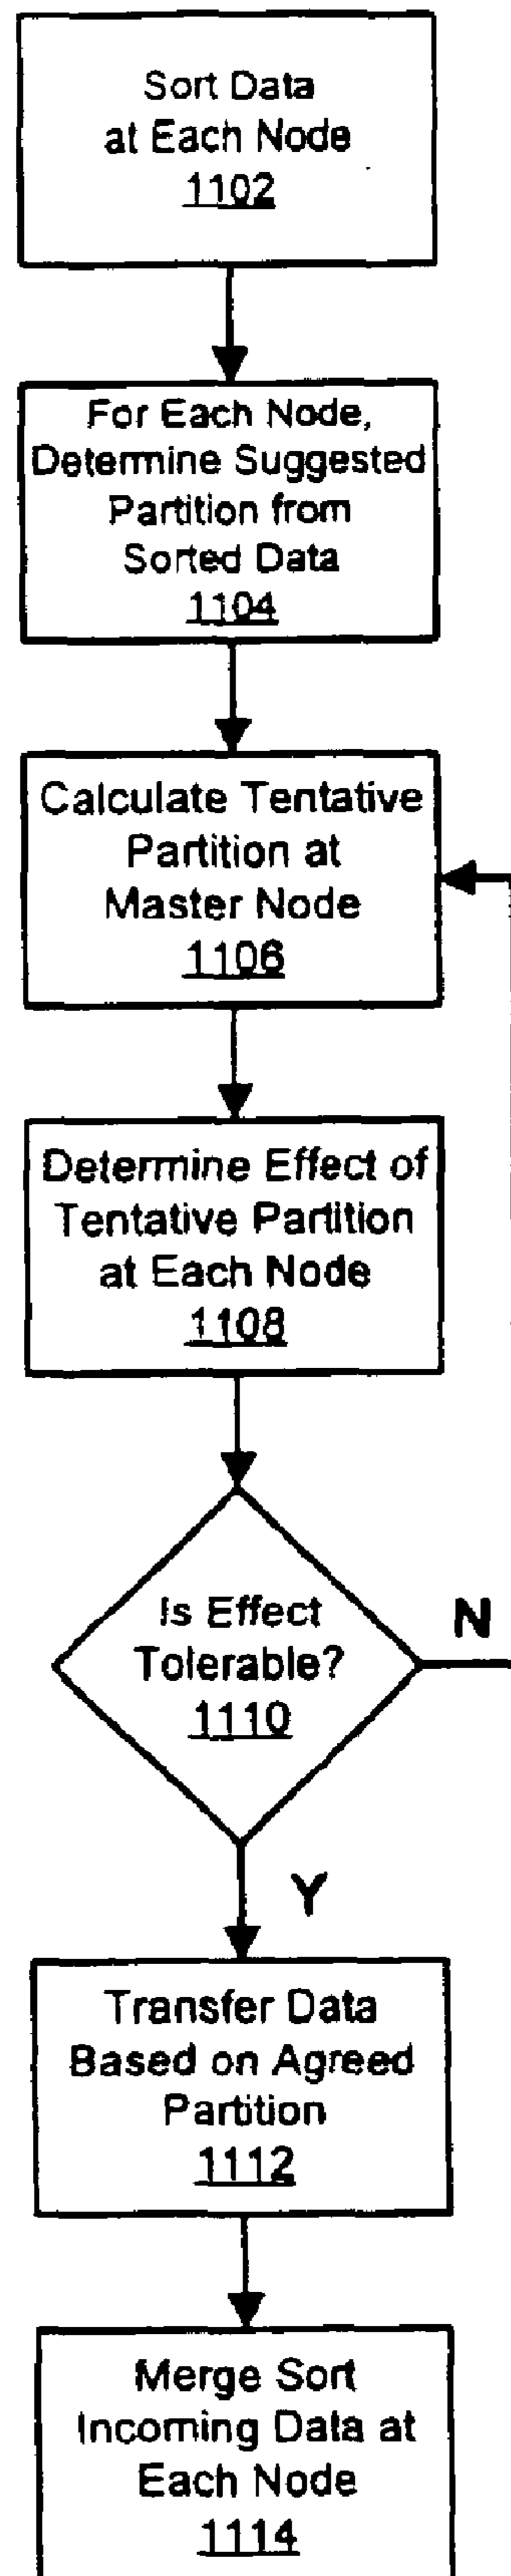 Sort Data
at Each Node
1102
For Each Node,
Determine Suggested
Partition from
Sorted Data
1104
Calculate Tentative
Partition at
Master Node
1106
Determine Effect of
Tentative Partition
at Each Node
1108
Is Effect
Tolerable?
1110
N
Y
Transfer Data
Based on Agreed
Partition
1112
Merge Sort
Incoming Data at
Each Node
1114